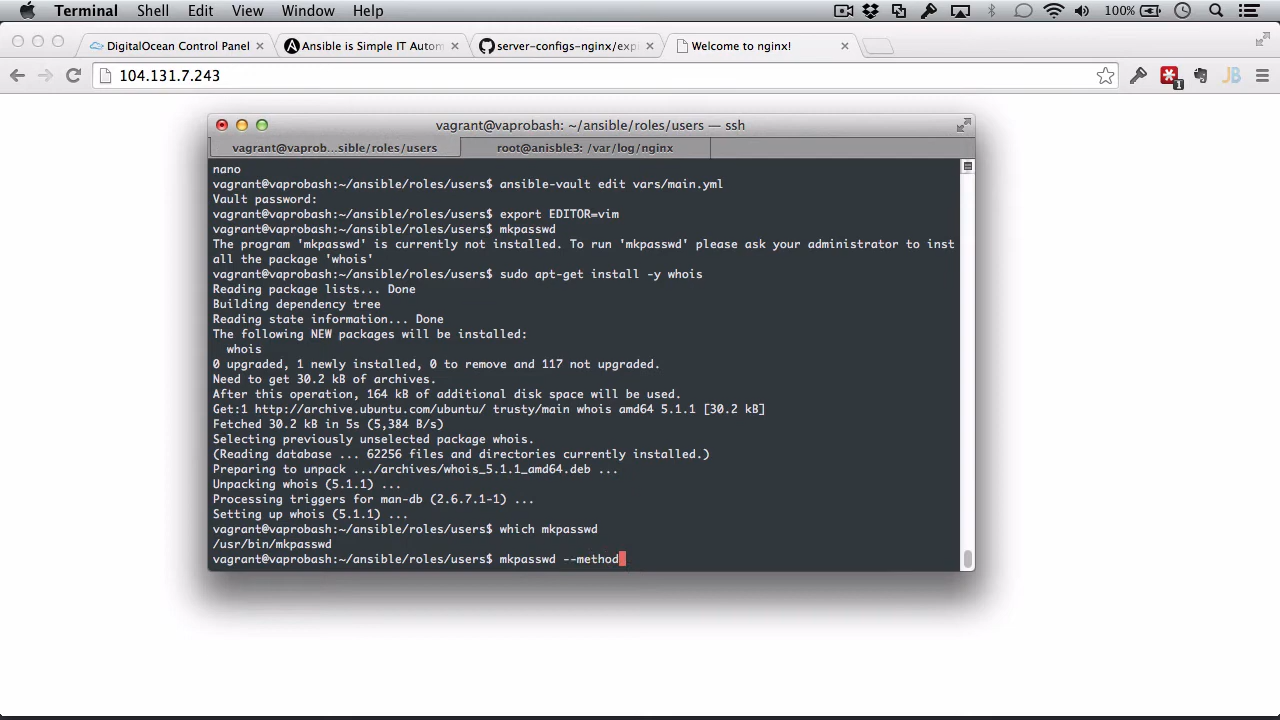 Terminal Shell Edit View Window Help 100%
DigitalOcean Control Panel
Ansible is Simple IT Autom
server-configs-nginx/exp
Welcome to nginx!
104.131.7.243
1
JB
vagrant@vaprobash: ~/ansible/roles/users — ssh
vagrant@vaprob...sible/roles/users
root@anisble3: /var/log/nginx
nano
vagrant@vaprobash:~/ansible/roles/users$ ansible-vault edit vars/main.yml
Vault password:
vagrant@vaprobash:~/ansible/roles/users$ export EDITOR=vim
vagrant@vaprobash:~/ansible/roles/users$ mkpasswd
The program 'mkpasswd' is currently not installed. To run 'mkpasswd' please ask your administrator to inst
all the package 'whois'
vagrant@vaprobash:~/ansible/roles/users$ sudo apt-get install -y whois
Reading package lists... Done
Building dependency tree
Reading state information... Done
The following NEW packages will be installed:
whois
0 upgraded, 1 newly installed, 0 to remove and 117 not upgraded.
Need to get 30.2 kB of archives.
After this operation, 164 kB of additional disk space will be used.
Get:1 http://archive.ubuntu.com/ubuntu/ trusty/main whois amd64 5.1.1 [30.2 kB]
Fetched 30.2 kB in 5s (5,384 B/s)
Selecting previously unselected package whois.
(Reading database ... 62256 files and directories currently installed.)
Preparing to unpack .../archives/whois_5.1.1_amd64.deb ...
Unpacking whois (5.1.1) ...
Processing triggers for man-db (2.6.7.1-1) ...
Setting up whois (5.1.1) ...
vagrant@vaprobash:~/ansible/roles/users$ which mkpasswd
/usr/bin/mkpasswd
vagrant@vaprobash:~/ansible/roles/users$ mkpasswd --method